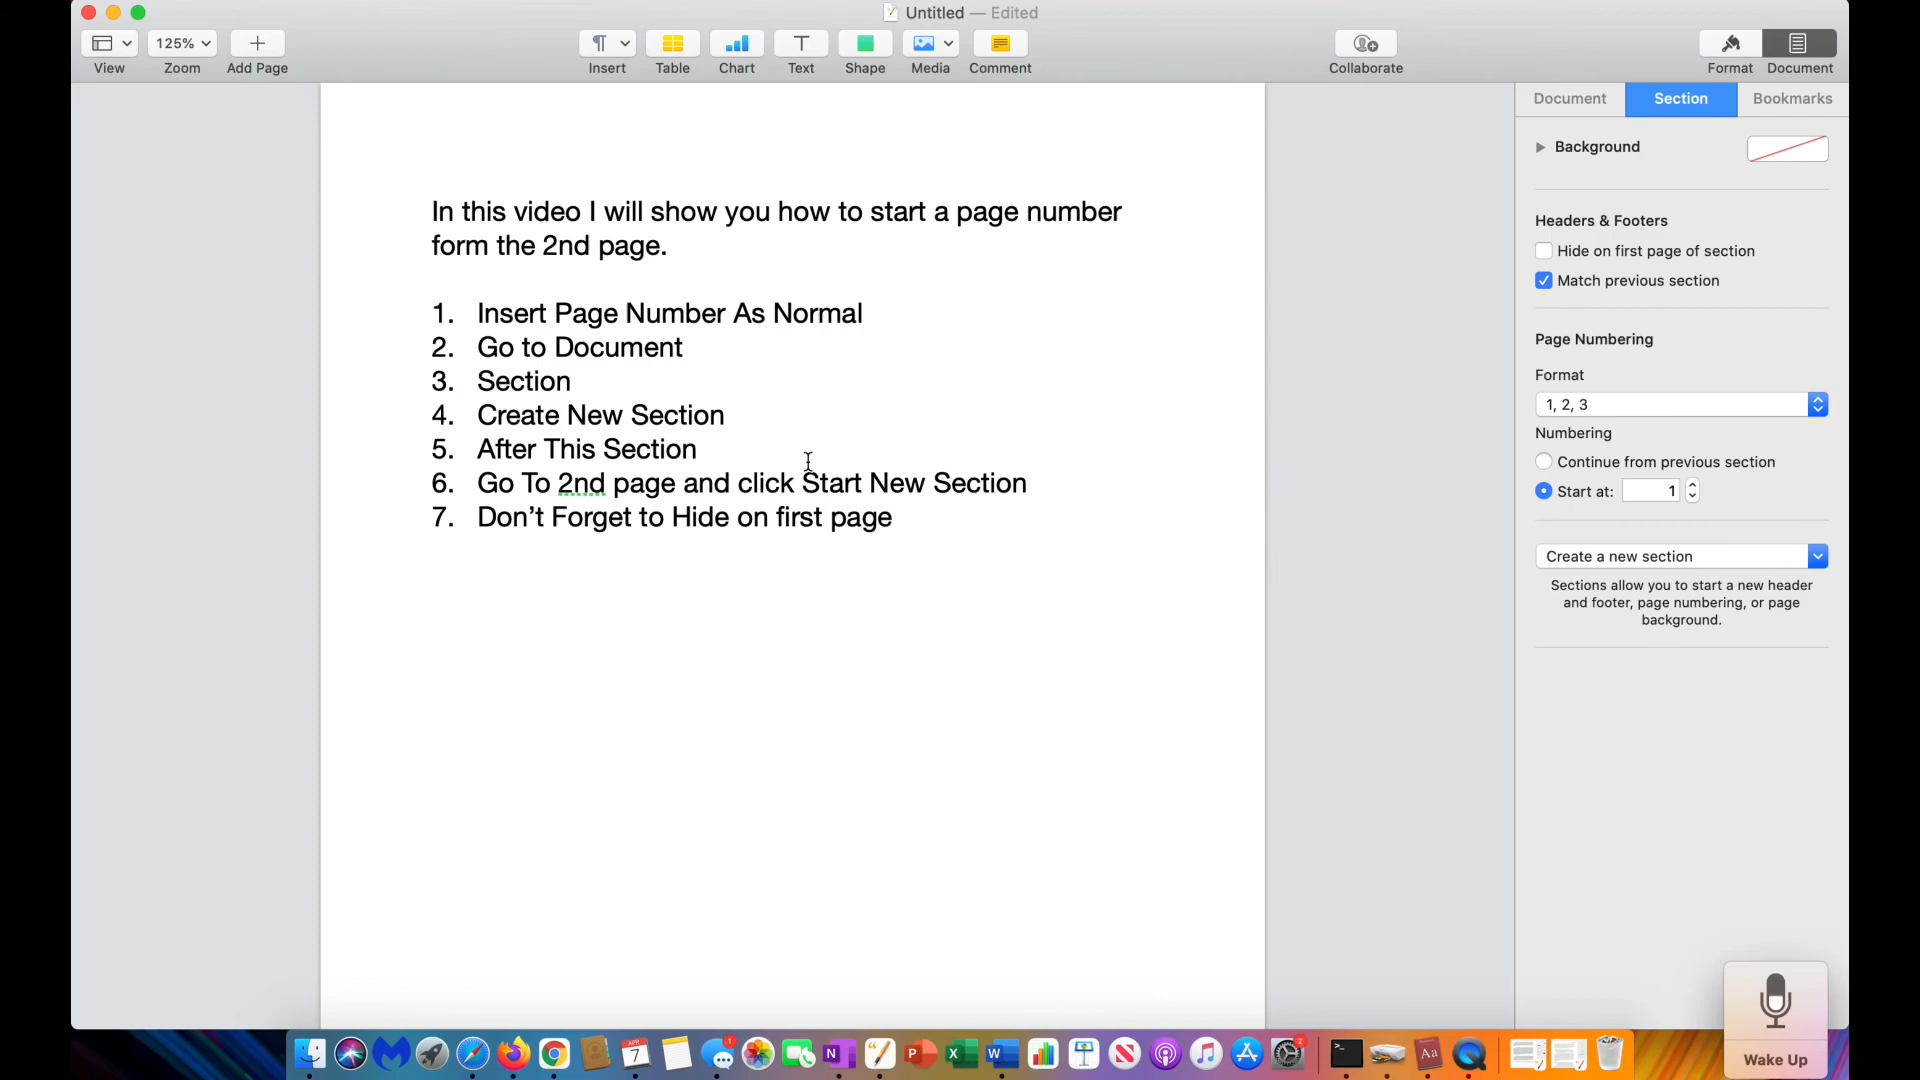 Untitled — Edited
125%
View
Zoom
Add Page
Insert
Table
Chart
Text
Shape
Media
Comment
Collaborate
Format
Document
Document
Section
Bookmarks
Background
Headers & Footers
Hide on first page of section
Match previous section
Page Numbering
Format
1, 2, 3
Numbering
Continue from previous section
Start at: 1
Create a new section
Sections allow you to start a new header
and footer, page numbering, or page
background.
In this video I will show you how to start a page number
form the 2nd page.
1. Insert Page Number As Normal
2. Go to Document
3. Section
4. Create New Section
5. After This Section
6. Go To 2nd page and click Start New Section
7. Don’t Forget to Hide on first page
APR
7
1
N
P
X
W
2
Aa
Wake Up